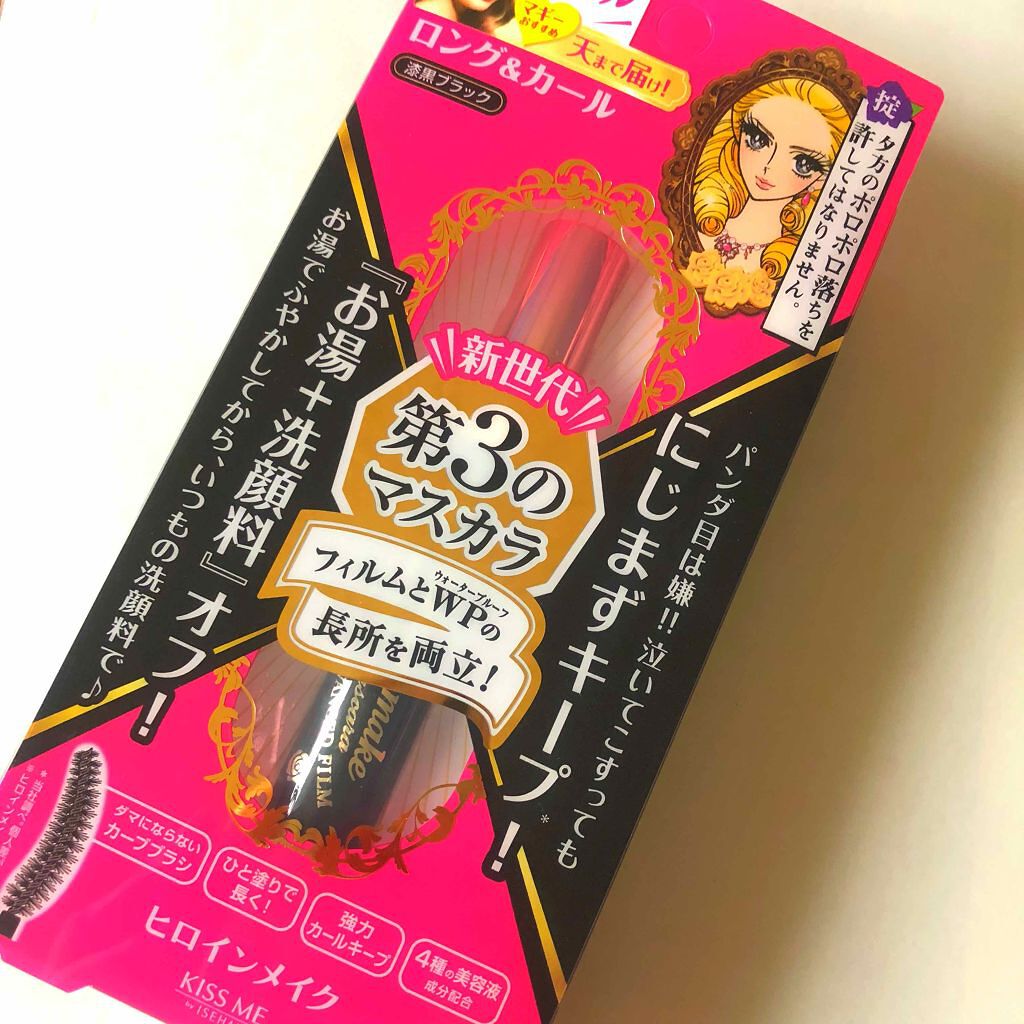 マギー
おすすめ
天まで届け!
ロング&カール
漆黒ブラック
掟
夕方のポロポロ落ちを
許してはなりません。
新世代
第3の
マスカラ
フィルムとWPの
ウォータープルーフ
長所を両立!
パンダ目は嫌!!泣いてこすっても
にじまずキープ!*
『お湯+洗顔料』オフ!
お湯でふやかしてから、いつもの洗顔料で♪
make
FILM
ダマにならない
カーブブラシ
ひと塗りで
長く!
強力
カールキープ
4種の美容液
成分配合
ヒロインメイク
KISS ME